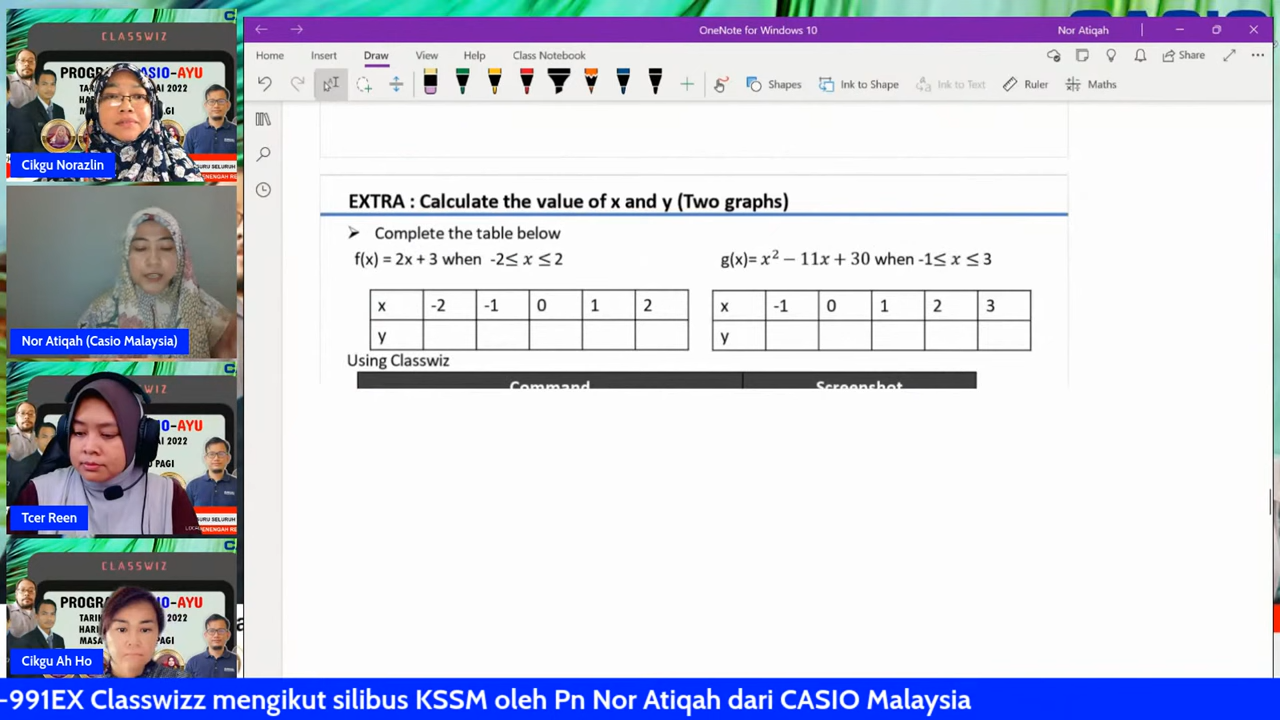 CLASSWIZ
Cikgu Norazlin
Nor Atiqah (Casio Malaysia)
Tcer Reen
CLASSWIZ
Cikgu Ah Ho
OneNote for Windows 10
Nor Atiqah
Home Insert Draw View Help Class Notebook
Share
Shapes Ink to Shape Ink to Text Ruler Maths
EXTRA : Calculate the value of x and y (Two graphs)
➤ Complete the table below
f(x) = 2x + 3 when -2≤ x ≤ 2
g(x)= x² − 11x + 30 when -1≤ x ≤ 3
x -2 -1 0 1 2
y
x -1 0 1 2 3
y
Using Classwiz
Command Screenshot
-991EX Classwizz mengikut silibus KSSM oleh Pn Nor Atiqah dari CASIO Malaysia